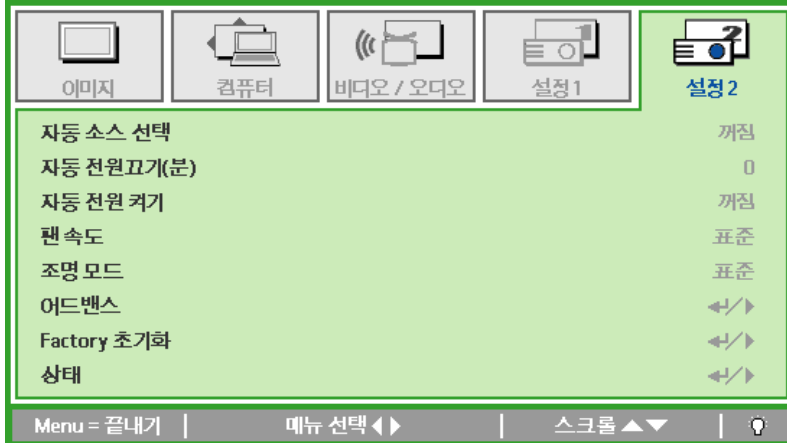 이미지
컴퓨터
비디오 / 오디오
설정1
2
설정2
자동 소스 선택 꺼짐
자동 전원끄기(분) 0
자동 전원 켜기 꺼짐
팬 속도 표준
조명 모드 표준
어드밴스
Factory 초기화
상태
Menu = 끝내기 메뉴 선택 스크롤